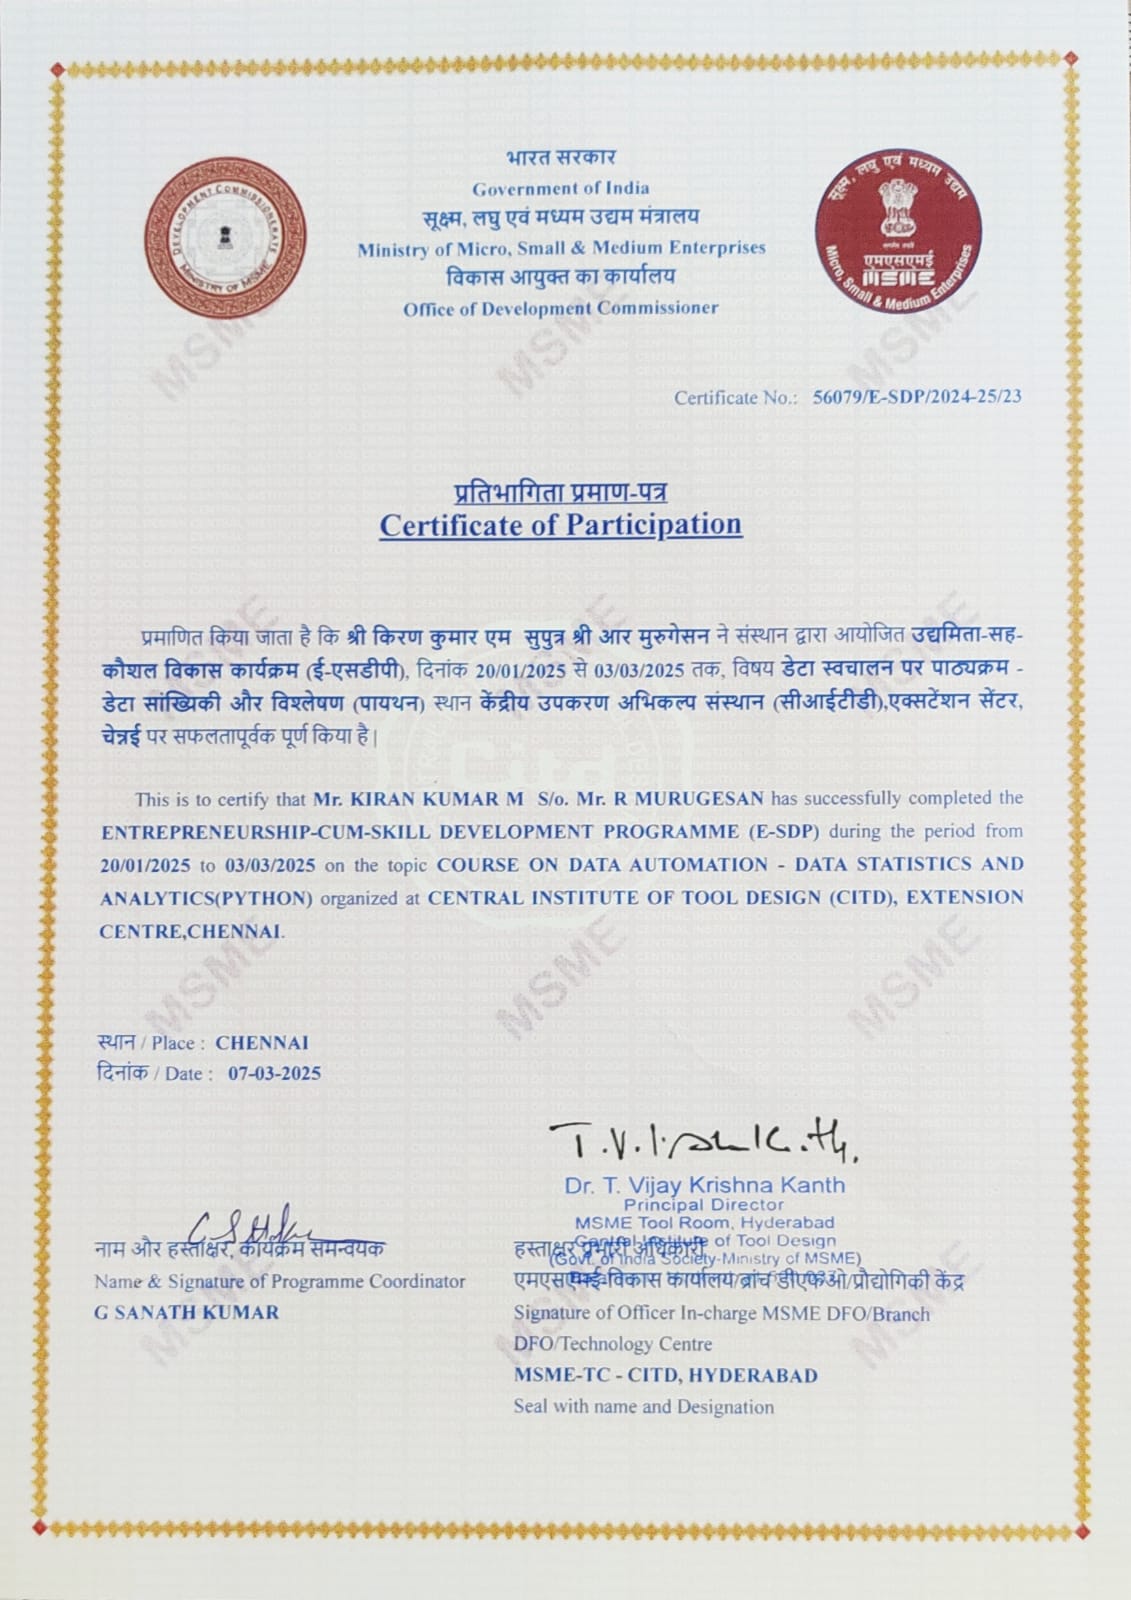 DEVELOPMENT COMMISSIONERATE
MINISTRY OF MSME
भारत सरकार
Government of India
सूक्ष्म, लघु एवं मध्यम उद्यम मंत्रालय
Ministry of Micro, Small & Medium Enterprises
विकास आयुक्त का कार्यालय
Office of Development Commissioner
सूक्ष्म, लघु एवं मध्यम उद्यम
एमएसएमई
MSME
Micro, Small & Medium Enterprises
Certificate No.: 56079/E-SDP/2024-25/23
प्रतिभागिता प्रमाण-पत्र
Certificate of Participation
प्रमाणित किया जाता है कि श्री किरण कुमार एम सुपुत्र श्री आर मुरुगेसन ने संस्थान द्वारा आयोजित उद्यमिता-सह-
कौशल विकास कार्यक्रम (ई-एसडीपी), दिनांक 20/01/2025 से 03/03/2025 तक, विषय डेटा स्वचालन पर पाठ्यक्रम -
डेटा सांख्यिकी और विश्लेषण (पायथन) स्थान केंद्रीय उपकरण अभिकल्प संस्थान (सीआईटीडी),एक्सटेंशन सेंटर,
चेन्नई पर सफलतापूर्वक पूर्ण किया है|
This is to certify that Mr. KIRAN KUMAR M S/o. Mr. R MURUGESAN has successfully completed the
ENTREPRENEURSHIP-CUM-SKILL DEVELOPMENT PROGRAMME (E-SDP) during the period from
20/01/2025 to 03/03/2025 on the topic COURSE ON DATA AUTOMATION - DATA STATISTICS AND
ANALYTICS(PYTHON) organized at CENTRAL INSTITUTE OF TOOL DESIGN (CITD), EXTENSION
CENTRE,CHENNAI.
स्थान / Place : CHENNAI
दिनांक / Date : 07-03-2025
Dr. T. Vijay Krishna Kanth
Principal Director
MSME Tool Room, Hyderabad
Central Institute of Tool Design
(Govt. of India Society-Ministry of MSME)
नाम और हस्ताक्षर, कार्यक्रम समन्वयक
Name & Signature of Programme Coordinator
G SANATH KUMAR
हस्ताक्षर प्रभारी अधिकारी
एमएसएमई-विकास कार्यालय/ब्रांच डीएफओ/प्रौद्योगिकी केंद्र
Signature of Officer In-charge MSME DFO/Branch
DFO/Technology Centre
MSME-TC - CITD, HYDERABAD
Seal with name and Designation